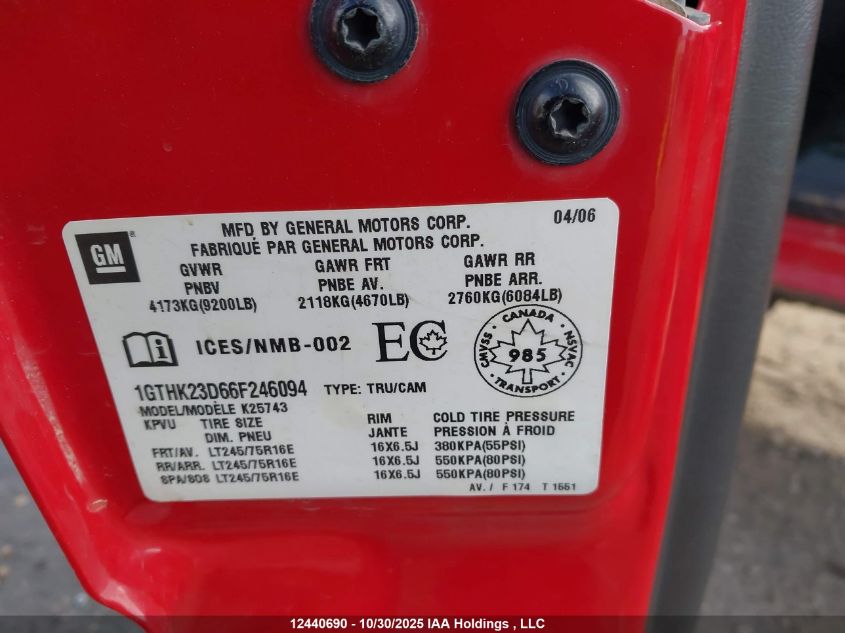 MFD BY GENERAL MOTORS CORP. 04/06
FABRIQUÉ PAR GENERAL MOTORS CORP.
GM
GVWR GAWR FRT GAWR RR
PNBV PNBE AV. PNBE ARR.
4173KG(9200LB) 2118KG(4670LB) 2760KG(6084LB)
ICES/NMB-002 EC
CANADA
CMVSS 985 NSVAC
TRANSPORT
1GTHK23D66F246094 TYPE: TRU/CAM
MODEL/MODÈLE K25743
KPVU TIRE SIZE RIM COLD TIRE PRESSURE
DIM. PNEU JANTE PRESSION À FROID
FRT/AV. LT245/75R16E 16X6.5J 380KPA(55PSI)
RR/ARR. LT245/75R16E 16X6.5J 550KPA(80PSI)
SPA/SOS LT245/75R16E 16X6.5J 550KPA(80PSI)
AV. / F 174 T 1551
12440690 - 10/30/2025 IAA Holdings , LLC